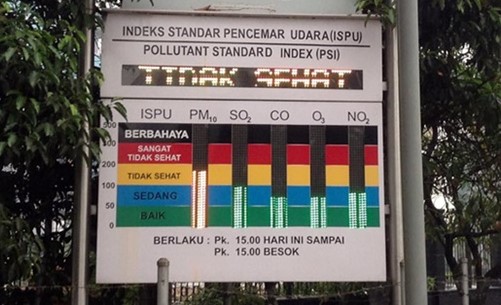 INDEKS STANDAR PENCEMAR UDARA(ISPU)
POLLUTANT STANDARD INDEX (PSI)
TIDAK SEHAT
ISPU PM10 SO2 CO O3 NO2
500
BERBAHAYA
300
SANGAT
TIDAK SEHAT
200
TIDAK SEHAT
100
SEDANG
50
BAIK
0
BERLAKU : Pk. 15.00 HARI INI SAMPAI
Pk. 15.00 BESOK